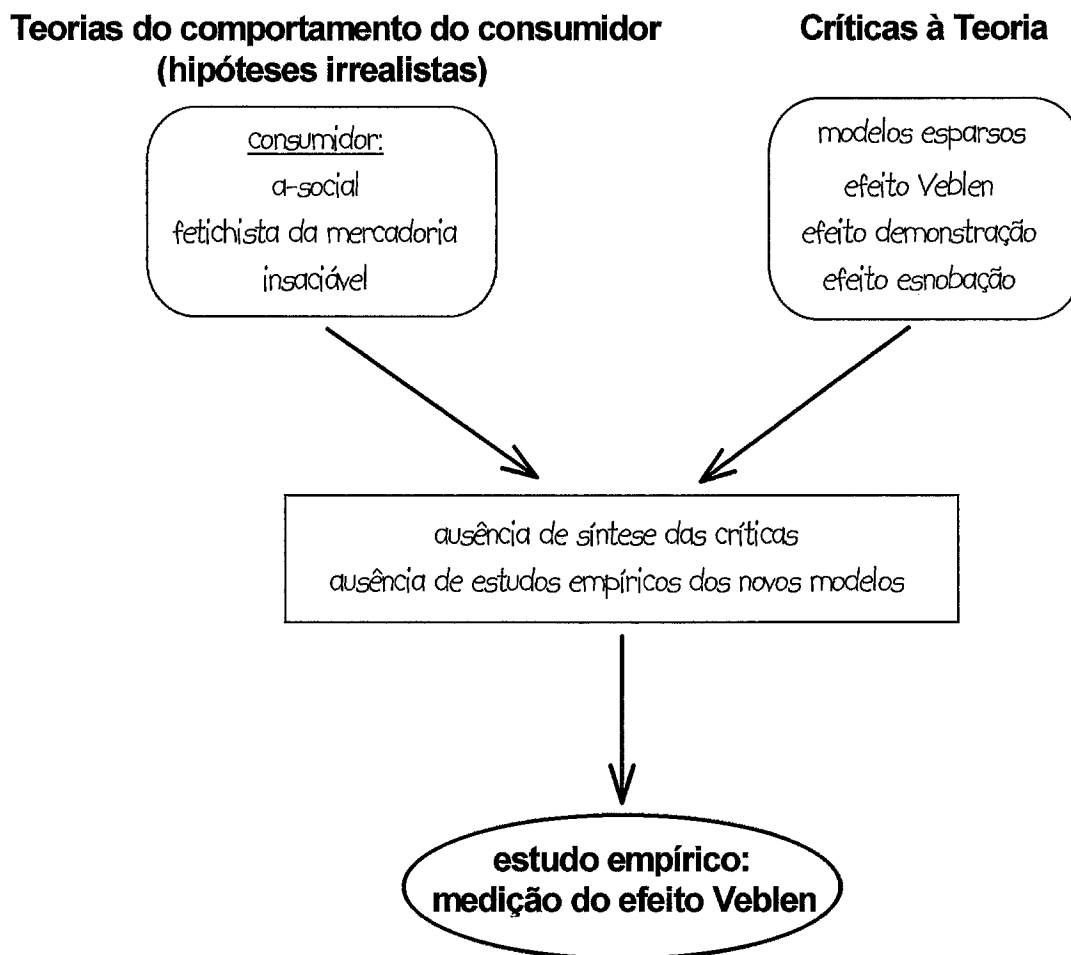 Teorias do comportamento do consumidor
(hipóteses irrealistas)
Críticas à Teoria
consumidor:
a-social
fetichista da mercadoria
insaciável
modelos esparsos
efeito Veblen
efeito demonstração
efeito esnobação
ausência de síntese das críticas
ausência de estudos empíricos dos novos modelos
estudo empírico:
medição do efeito Veblen